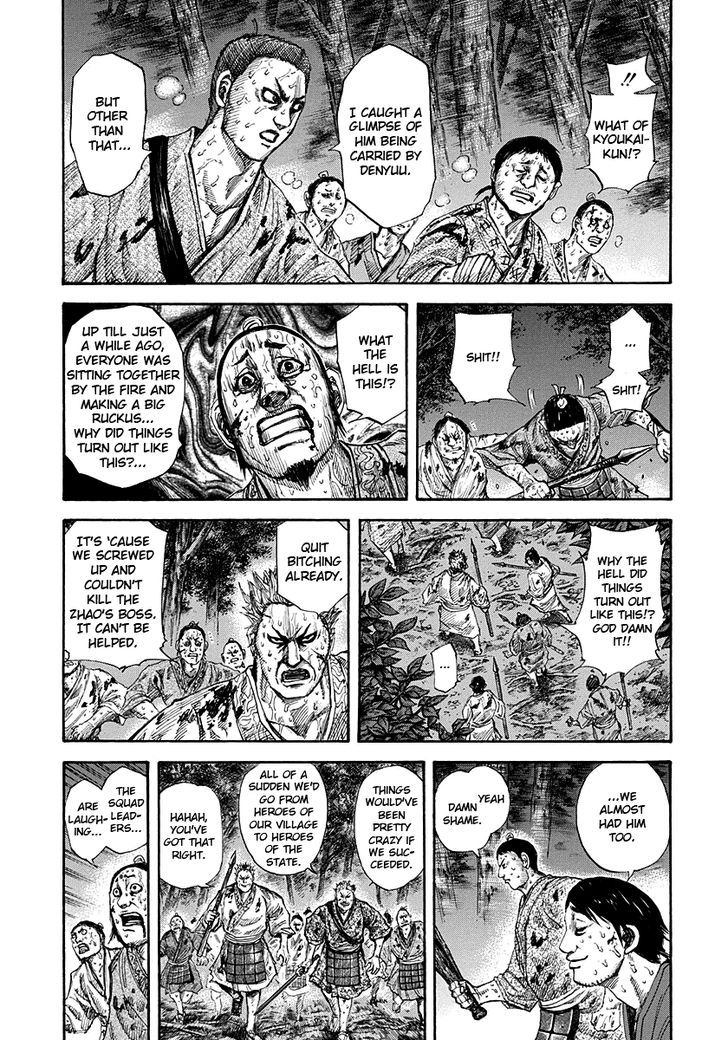 !!
WHAT OF
KYOUKAI-
KUN!?
I CAUGHT A
GLIMPSE OF
HIM BEING
CARRIED BY
DENYUU.
BUT
OTHER
THAN
THAT...
...
SHIT!
SHIT!!
WHAT
THE
HELL IS
THIS!?
UP TILL JUST
A WHILE AGO,
EVERYONE WAS
SITTING TOGETHER
BY THE FIRE AND
MAKING A BIG
RUCKUS...
WHY DID THINGS
TURN OUT LIKE
THIS?...
WHY THE
HELL DID
THINGS
TURN OUT
LIKE THIS!?
GOD DAMN
IT!!
...
QUIT
BITCHING
ALREADY.
IT'S 'CAUSE
WE SCREWED
UP AND
COULDN'T
KILL THE
ZHAO'S BOSS.
IT CAN'T BE
HELPED.
...WE
ALMOST
HAD HIM
TOO.
YEAH
DAMN
SHAME.
THINGS
WOULD'VE
BEEN
PRETTY
CRAZY IF
WE SUC-
CEEDED.
ALL OF A
SUDDEN WE'D
GO FROM
HEROES OF
OUR VILLAGE
TO HEROES
OF THE
STATE.
HAHAH,
YOU'VE
GOT THAT
RIGHT.
THE
SQUAD
LEAD-
ERS...
ARE
LAUGH-
ING...